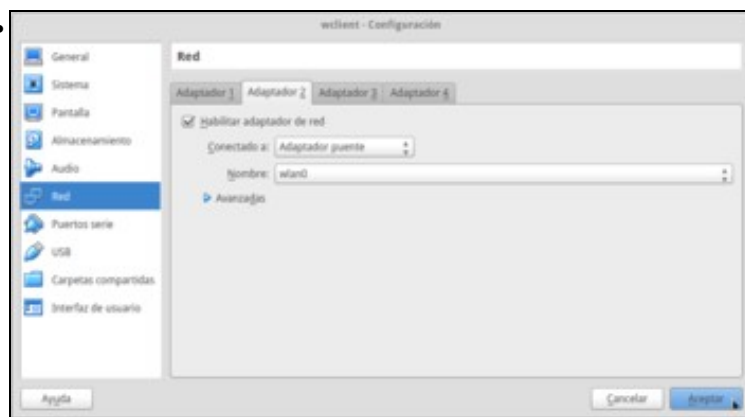 wclient - Configuración
General
Sistema
Pantalla
Almacenamiento
Audio
Red
Puertos serie
USB
Carpetas compartidas
Interfaz de usuario
Red
Adaptador 1 Adaptador 2 Adaptador 3 Adaptador 4
Habilitar adaptador de red
Conectado a: Adaptador puente
Nombre: wlan0
Avanzadas
Ayuda Cancelar Aceptar